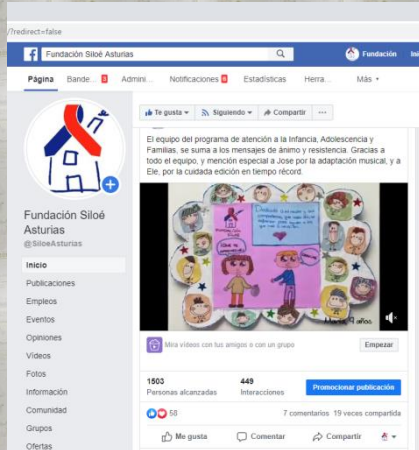 ?redirect=false
Fundación Siloé Asturias
Fundación
Ini
Página
Bande...
3
Admini...
Notificaciones
8
Estadísticas
Herra...
Más
Te gusta
Siguiendo
Compartir
...
El equipo del programa de atención a la Infancia, Adolescencia y
Familias, se suma a los mensajes de ánimo y resistencia. Gracias a
todo el equipo, y mención especial a Jose por la adaptación musical, y a
Ele, por la cuidada edición en tiempo récord.
María, 9 años
Fundación Siloé
Asturias
@SiloeAsturias
Inicio
Publicaciones
Empleos
Eventos
Opiniones
Vídeos
Fotos
Información
Comunidad
Grupos
Ofertas
Mira vídeos con tus amigos o con un grupo
Empezar
1503
Personas alcanzadas
449
Interacciones
Promocionar publicación
58
7 comentarios 19 veces compartida
Me gusta
Comentar
Compartir